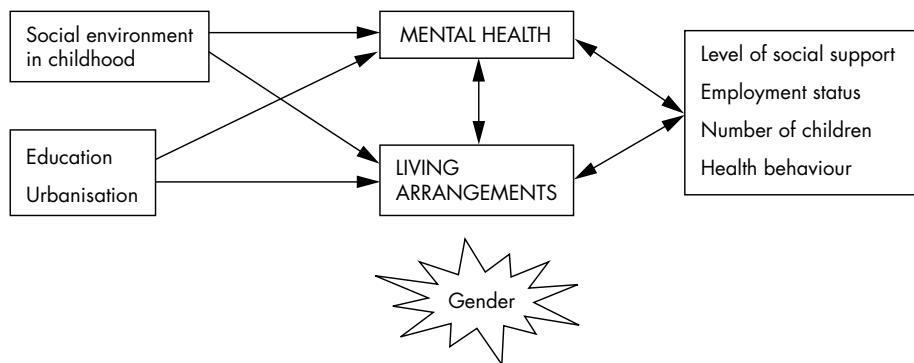 Social environment
in childhood
Education
Urbanisation
MENTAL HEALTH
LIVING
ARRANGEMENTS
Level of social support
Employment status
Number of children
Health behaviour
Gender